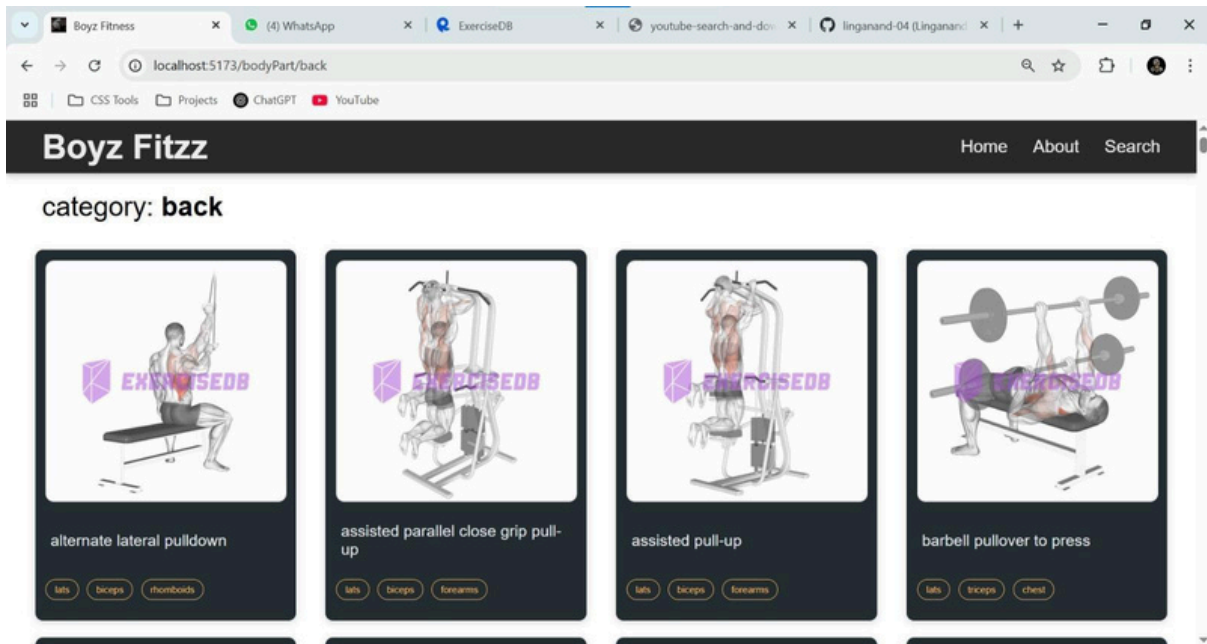 Boyz Fitness
(4) WhatsApp
ExerciseDB
youtube-search-and-dow
linganand-04 (Linganand
localhost:5173/bodyPart/back
CSS Tools
Projects
ChatGPT
YouTube
Boyz Fitzz
Home
About
Search
category: back
EXERCISEDB
EXERCISEDB
EXERCISEDB
EXERCISEDB
alternate lateral pulldown
assisted parallel close grip pull-
up
assisted pull-up
barbell pullover to press
lats biceps rhomboids
lats biceps forearms
lats biceps forearms
lats triceps chest